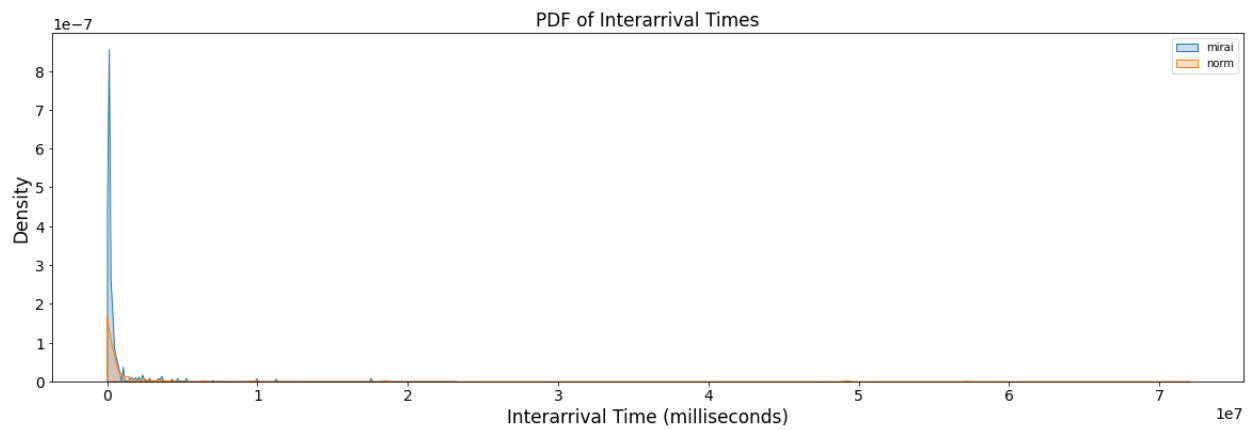 PDF of Interarrival Times
1e−7
mirai
norm
8
7
6
5
4
3
2
1
0
Density
0 1 2 3 4 5 6 7
1e7
Interarrival Time (milliseconds)